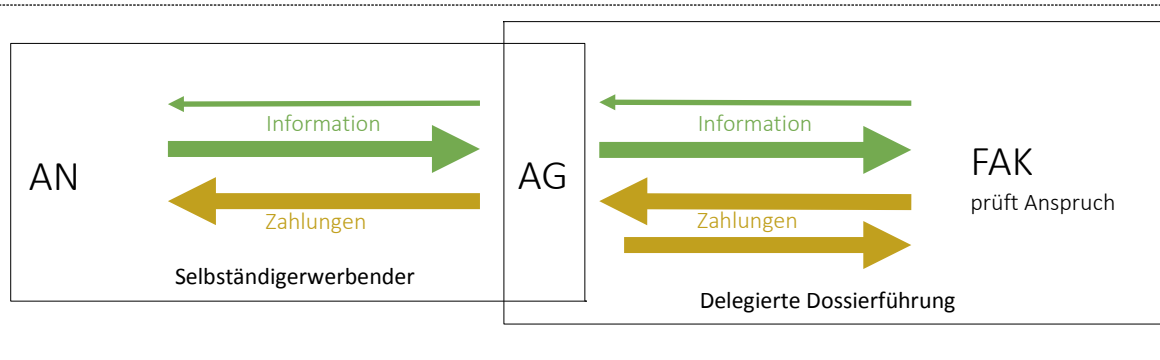 Information
Information
AN
AG
FAK
prüft Anspruch
Zahlungen
Zahlungen
Selbständigerwerbender
Delegierte Dossierführung